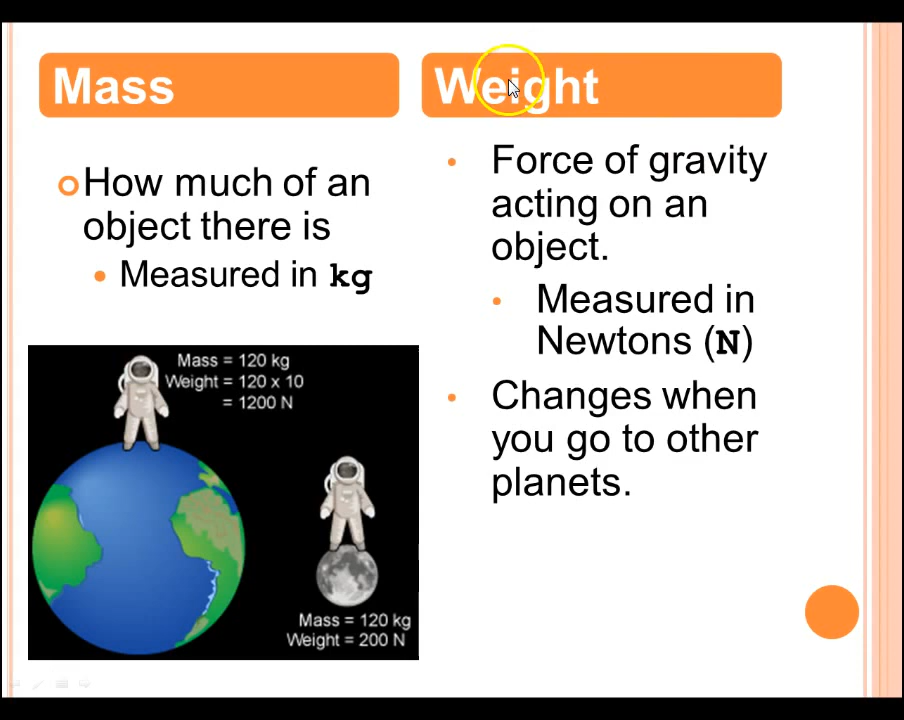 Mass
How much of an
object there is
Measured in kg
Mass = 120 kg
Weight = 120 x 10
= 1200 N
Mass = 120 kg
Weight = 200 N
Weight
Force of gravity
acting on an
object.
Measured in
Newtons (N)
Changes when
you go to other
planets.